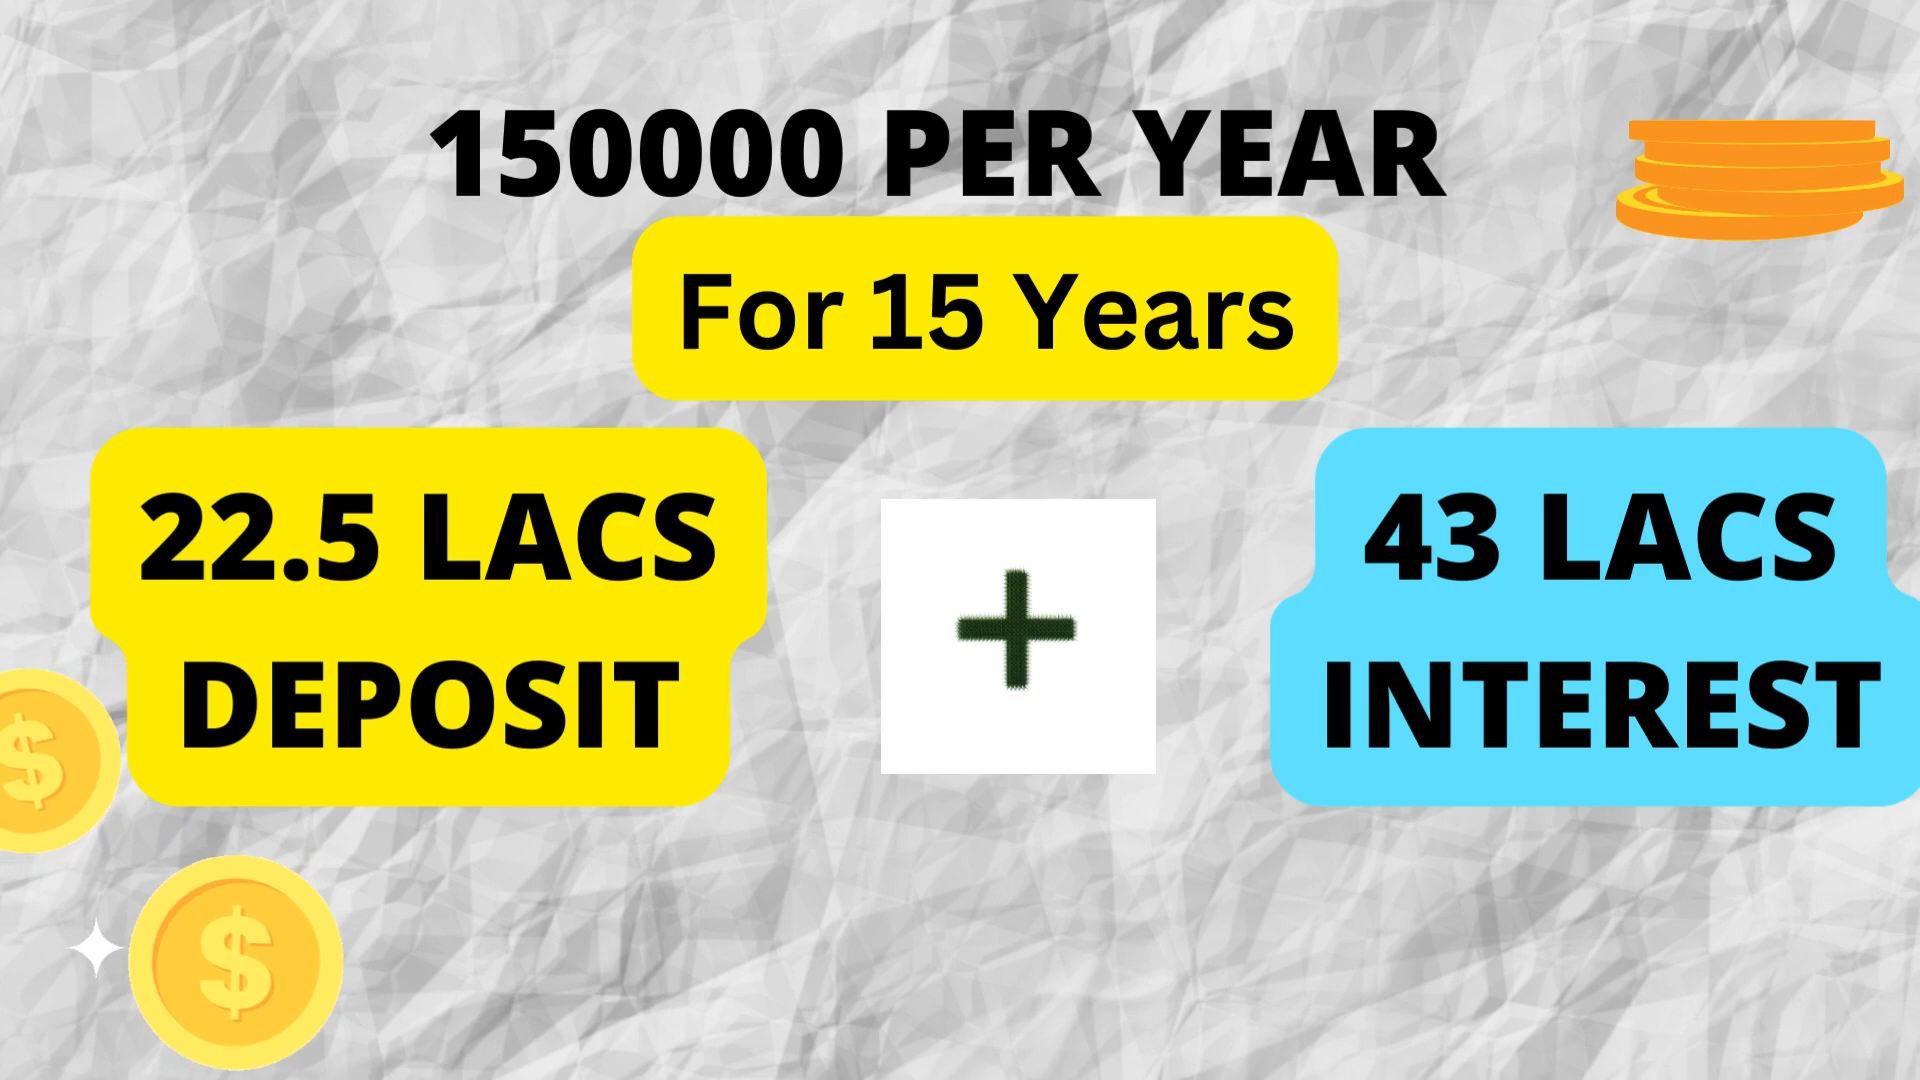 150000 PER YEAR
For 15 Years
22.5 LACS
DEPOSIT
+
43 LACS
INTEREST
$
$